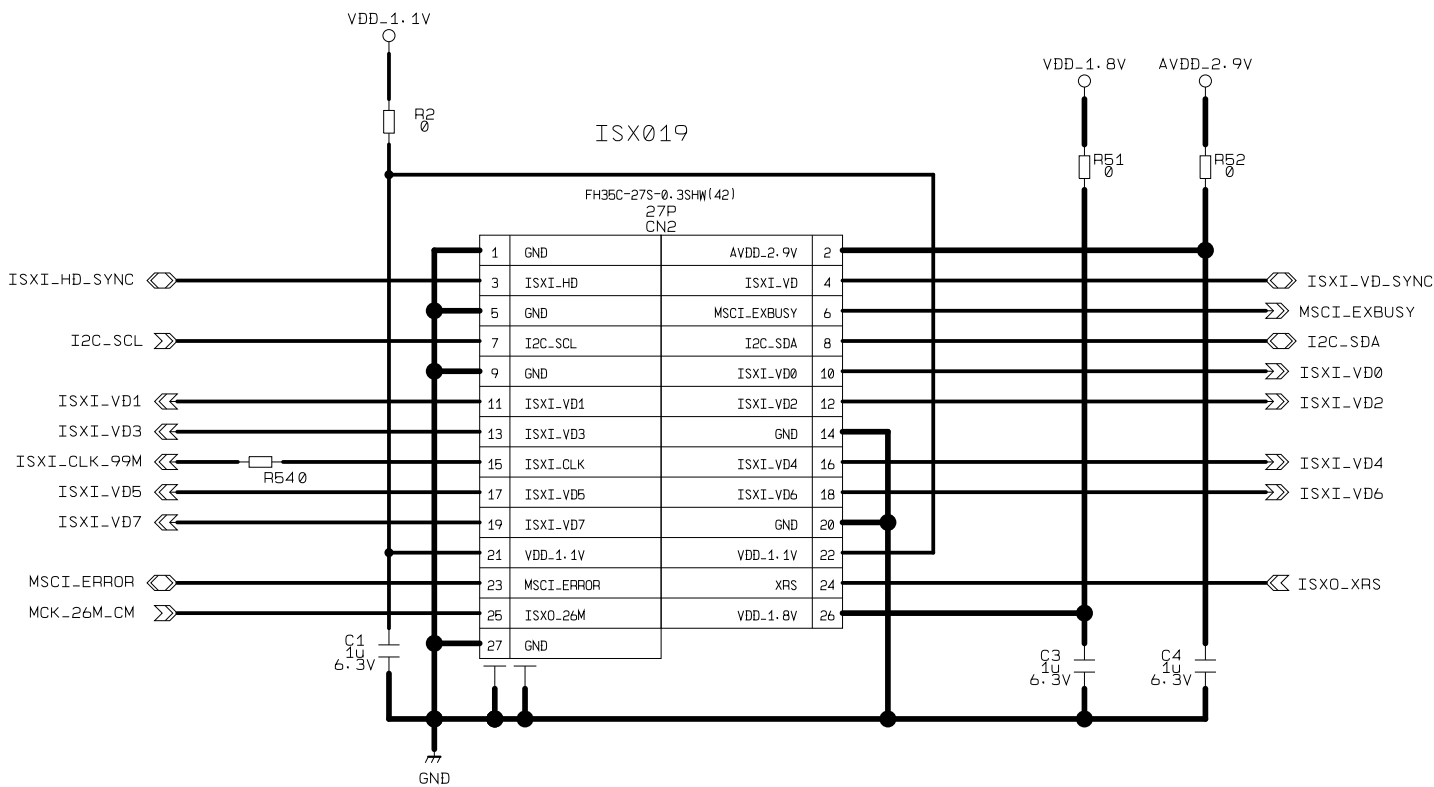 VDD_1.1V
VDD_1.8V AVDD_2.9V
R2
0
ISX019
R51
0
R52
0
FH35C-27S-0.3SHW(42)
27P
CN2
1 GND AVDD_2.9V 2
ISXI_HD_SYNC 3 ISXI_HD ISXI_VD 4 ISXI_VD_SYNC
5 GND MSCI_EXBUSY 6 MSCI_EXBUSY
I2C_SCL 7 I2C_SCL I2C_SDA 8 I2C_SDA
9 GND ISXI_VD0 10 ISXI_VD0
ISXI_VD1 11 ISXI_VD1 ISXI_VD2 12 ISXI_VD2
ISXI_VD3 13 ISXI_VD3 GND 14
ISXI_CLK_99M 15 ISXI_CLK ISXI_VD4 16 ISXI_VD4
R540
ISXI_VD5 17 ISXI_VD5 ISXI_VD6 18 ISXI_VD6
ISXI_VD7 19 ISXI_VD7 GND 20
21 VDD_1.1V VDD_1.1V 22
MSCI_ERROR 23 MSCI_ERROR XRS 24 ISXO_XRS
MCK_26M_CM 25 ISXO_26M VDD_1.8V 26
27 GND
C1
1u
6.3V
C3
1u
6.3V
C4
1u
6.3V
GND